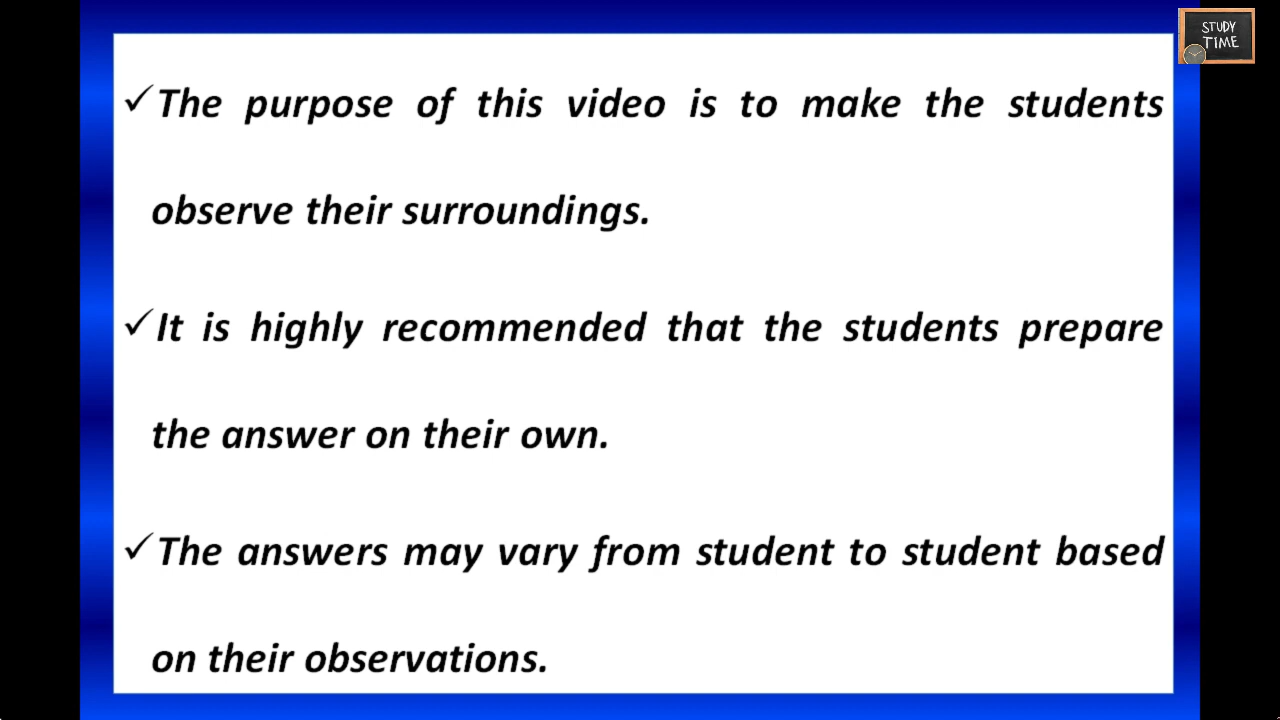 STUDY
TIME
✓The purpose of this video is to make the students
observe their surroundings.
✓It is highly recommended that the students prepare
the answer on their own.
✓The answers may vary from student to student based
on their observations.